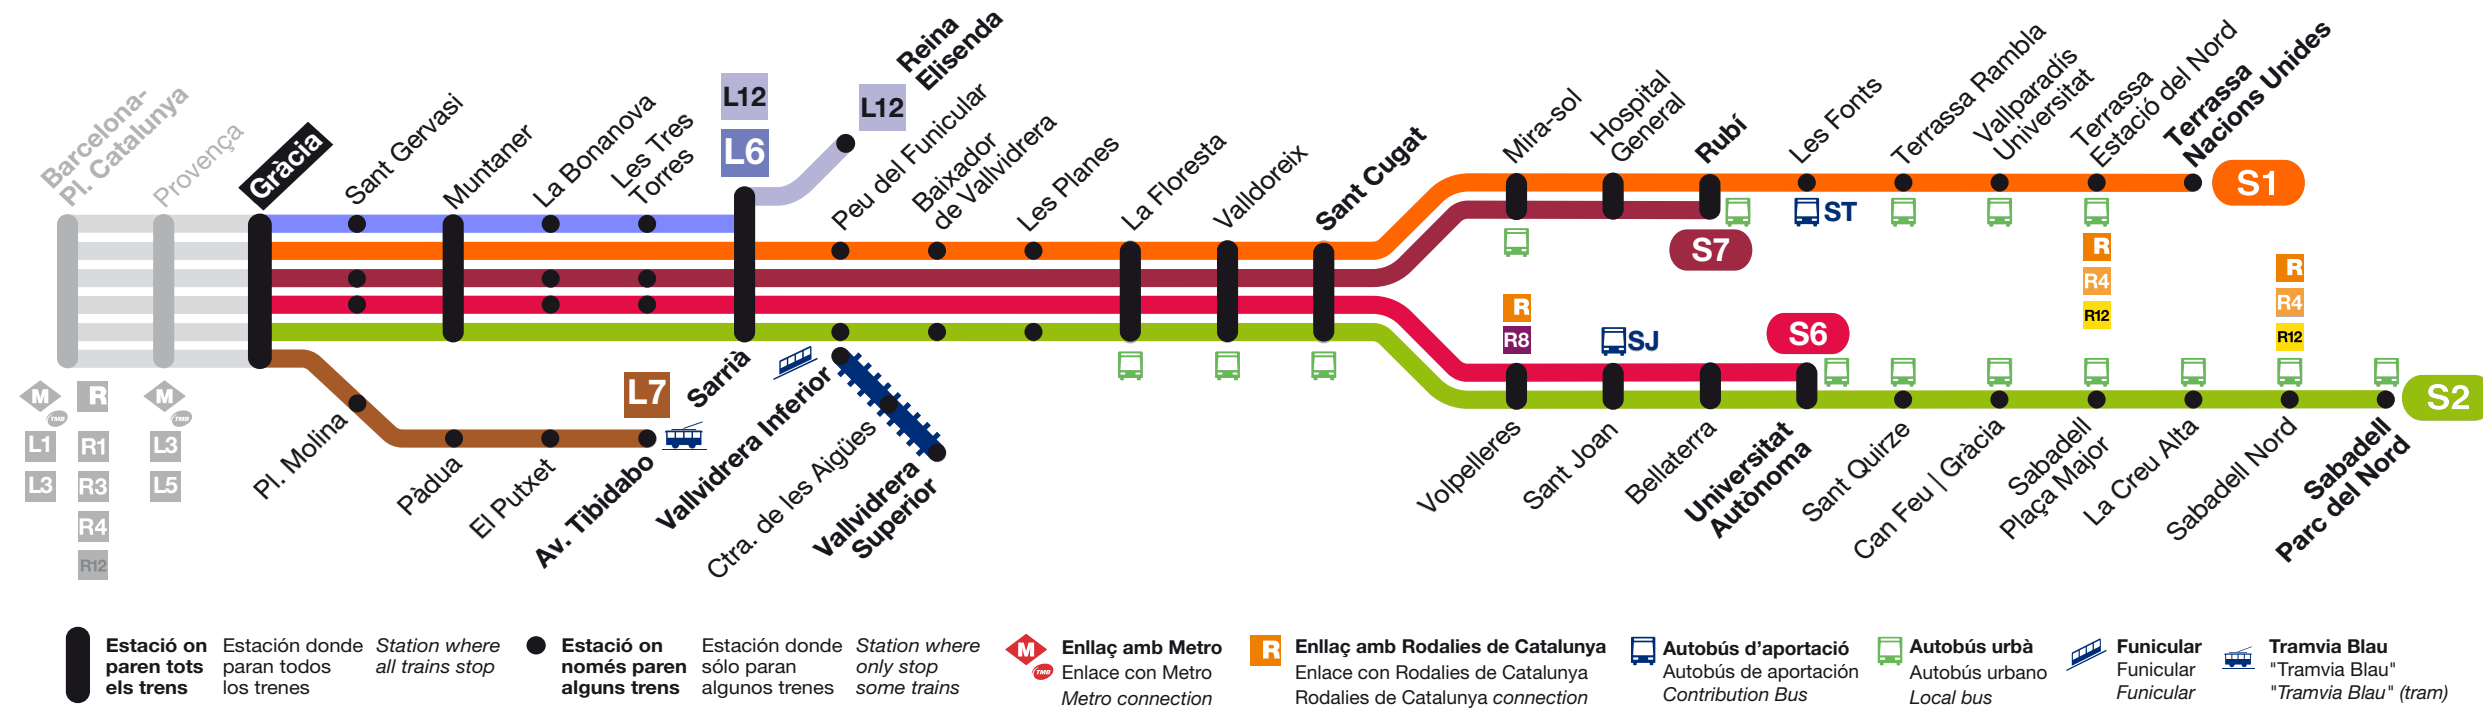 Barcelona-
Pl. Catalunya
Provença
Gràcia
Sant Gervasi
Muntaner
La Bonanova
Les Tres
Torres
L12
L6
L12
Reina
Elisenda
Peu del Funicular
Baixador
de Vallvidrera
Les Planes
La Floresta
Valldoreix
Sant Cugat
Mira-sol
Hospital
General
Rubí
Les Fonts
Terrassa Rambla
Vallparadís
Universitat
Terrassa
Estació del Nord
Terrassa
Nacions Unides
S1
ST
S7
R
R4
R12
R
R4
R12
R
R8
SJ
S6
S2
M
TMB
L1
L3
R
R1
R3
R4
R12
M
TMB
L3
L5
L7
Pl. Molina
Pàdua
El Putxet
Av. Tibidabo
Sarrià
Vallvidrera Inferior
Ctra. de les Aigües
Vallvidrera
Superior
Volpelleres
Sant Joan
Bellaterra
Universitat
Autònoma
Sant Quirze
Can Feu | Gràcia
Sabadell
Plaça Major
La Creu Alta
Sabadell Nord
Sabadell
Parc del Nord
Estació on
paren tots
els trens
Estación donde
paran todos
los trenes
Station where
all trains stop
Estació on
només paren
alguns trens
Estación donde
sólo paran
algunos trenes
Station where
only stop
some trains
M
TMB
Enllaç amb Metro
Enlace con Metro
Metro connection
R
Enllaç amb Rodalies de Catalunya
Enlace con Rodalies de Catalunya
Rodalies de Catalunya connection
Autobús d'aportació
Autobús de aportación
Contribution Bus
Autobús urbà
Autobús urbano
Local bus
Funicular
Funicular
Funicular
Tramvia Blau
"Tramvia Blau"
"Tramvia Blau" (tram)